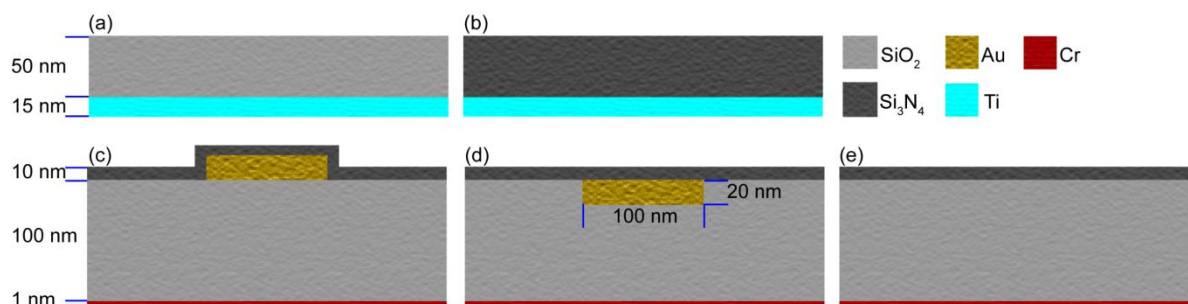 (a) (b)
50 nm
15 nm
SiO₂ Au Cr
Si₃N₄ Ti
(c) (d) (e)
10 nm
100 nm
1 nm
20 nm
100 nm